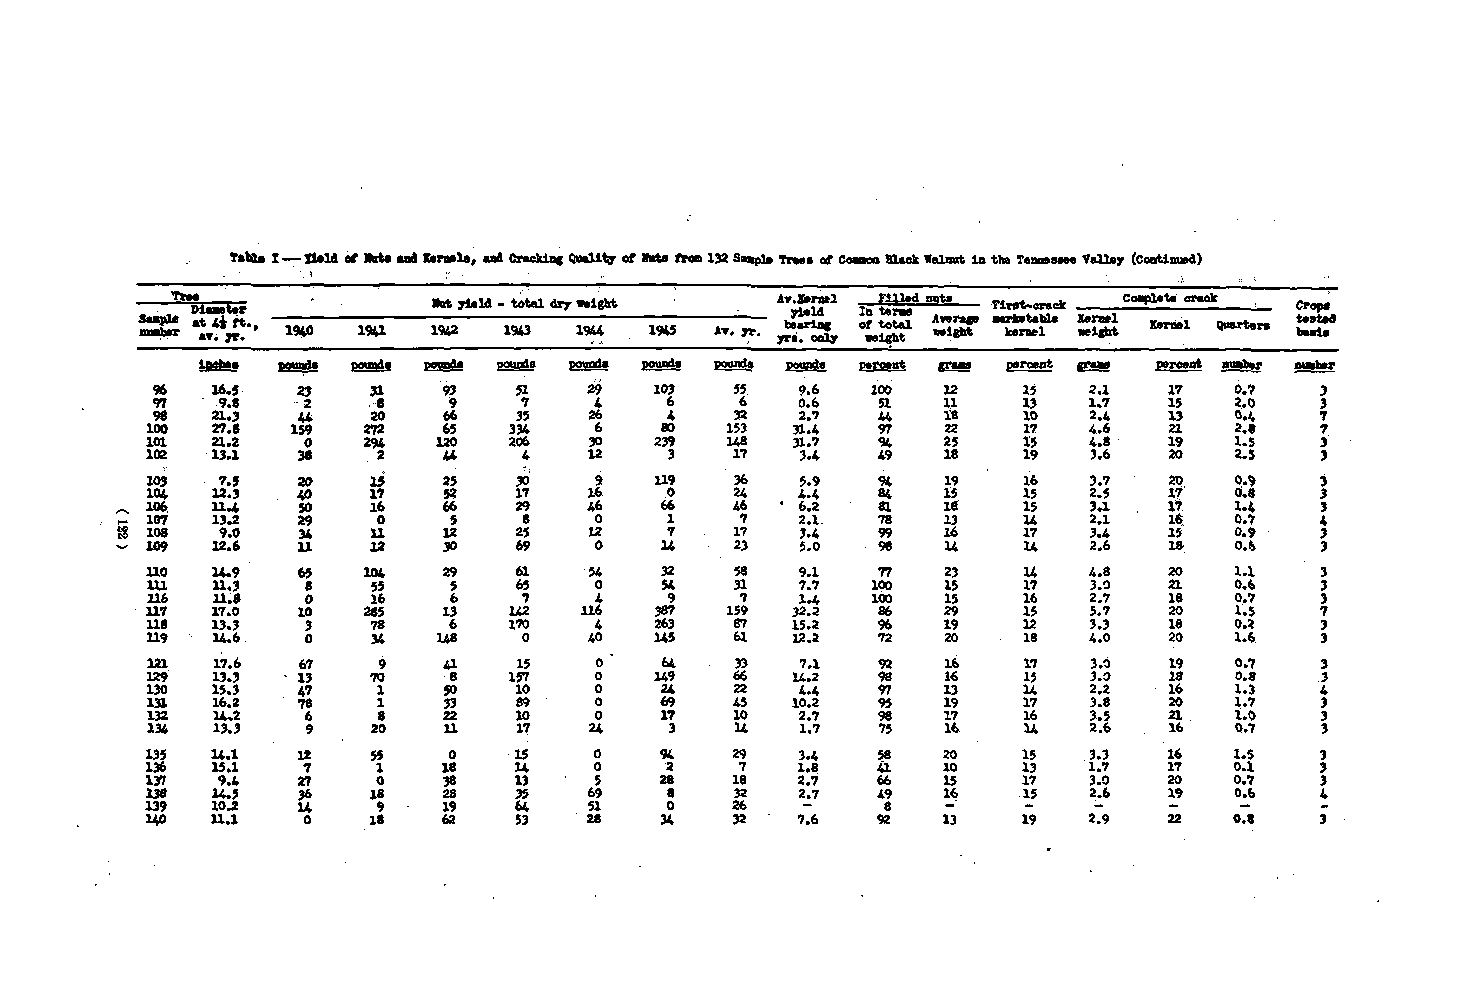 Table I — Yield of Nuts and Kernels, and Cracking Quality of Nuts from 132 Sample Trees of Common Black Walnut in the Tennessee Valley (Continued)
Tree Nut yield - total dry weight Av.Kernel yield bearing yrs. only Filled nuts First-crack marketable kernel Complete crack Crops tested basis
Sample number Diameter at 4½ ft., av. yr. 1940 1941 1942 1943 1944 1945 Av. yr. In terms of total weight Average weight Kernel weight Kernel Quarters
inches pounds pounds pounds pounds pounds pounds pounds pounds percent grams percent grams percent number number
96 16.5 23 31 93 51 29 103 55 9.6 100 12 15 2.1 17 0.7 3
97 9.8 2 8 9 7 4 6 6 0.6 51 11 13 1.7 15 2.0 3
98 21.3 44 20 66 35 26 4 32 2.7 44 18 10 2.4 13 0.4 7
100 27.8 159 272 65 334 6 80 153 31.4 97 22 17 4.6 21 2.8 7
101 21.2 0 294 120 206 30 239 148 31.7 94 25 15 4.8 19 1.5 3
102 13.1 38 2 44 4 12 3 17 3.4 49 18 19 3.6 20 2.5 3
103 7.5 20 15 25 30 9 119 36 5.9 94 19 16 3.7 20 0.9 3
104 12.3 40 17 52 17 16 0 24 4.4 84 15 15 2.5 17 0.8 3
106 11.4 50 16 66 29 46 66 46 6.2 81 18 15 3.1 17 1.4 3
107 13.2 29 0 5 8 0 1 7 2.1 78 13 14 2.1 16 0.7 4
108 9.0 34 11 12 25 12 7 17 3.4 99 16 17 3.4 15 0.9 3
109 12.6 11 12 30 69 0 14 23 5.0 98 14 14 2.6 18 0.6 3
110 14.9 65 104 29 61 54 32 58 9.1 77 23 14 4.8 20 1.1 3
111 11.3 8 55 5 65 0 54 31 7.7 100 15 17 3.0 21 0.6 3
116 11.8 0 16 6 7 4 9 7 1.4 100 15 16 2.7 18 0.7 3
117 17.0 10 285 13 142 116 387 159 32.2 86 29 15 5.7 20 1.5 7
118 13.3 3 78 6 170 4 263 87 15.2 96 19 12 3.3 18 0.2 3
119 14.6 0 34 148 0 40 145 61 12.2 72 20 18 4.0 20 1.6 3
121 17.6 67 9 41 15 0 64 33 7.1 92 16 17 3.0 19 0.7 3
129 13.3 13 70 8 157 0 149 66 14.2 98 16 15 3.0 18 0.8 3
130 15.3 47 1 50 10 0 24 22 4.4 97 13 14 2.2 16 1.3 4
131 16.2 78 1 33 89 0 69 45 10.2 95 19 17 3.8 20 1.7 3
132 14.2 6 8 22 10 0 17 10 2.7 98 17 16 3.5 21 1.0 3
134 13.3 9 20 11 17 24 3 14 1.7 75 16 14 2.6 16 0.7 3
135 14.1 12 55 0 15 0 94 29 3.4 58 20 15 3.3 16 1.5 3
136 15.1 7 1 18 14 0 2 7 1.8 41 10 13 1.7 17 0.1 3
137 9.4 27 0 38 13 5 28 18 2.7 66 15 17 3.0 20 0.7 3
138 14.5 36 18 28 35 69 8 32 2.7 49 16 15 2.6 19 0.6 4
139 10.2 14 9 19 64 51 0 26 — 8 — — — — — —
140 11.1 0 18 62 53 28 34 32 7.6 92 13 19 2.9 22 0.8 3
( 192 )